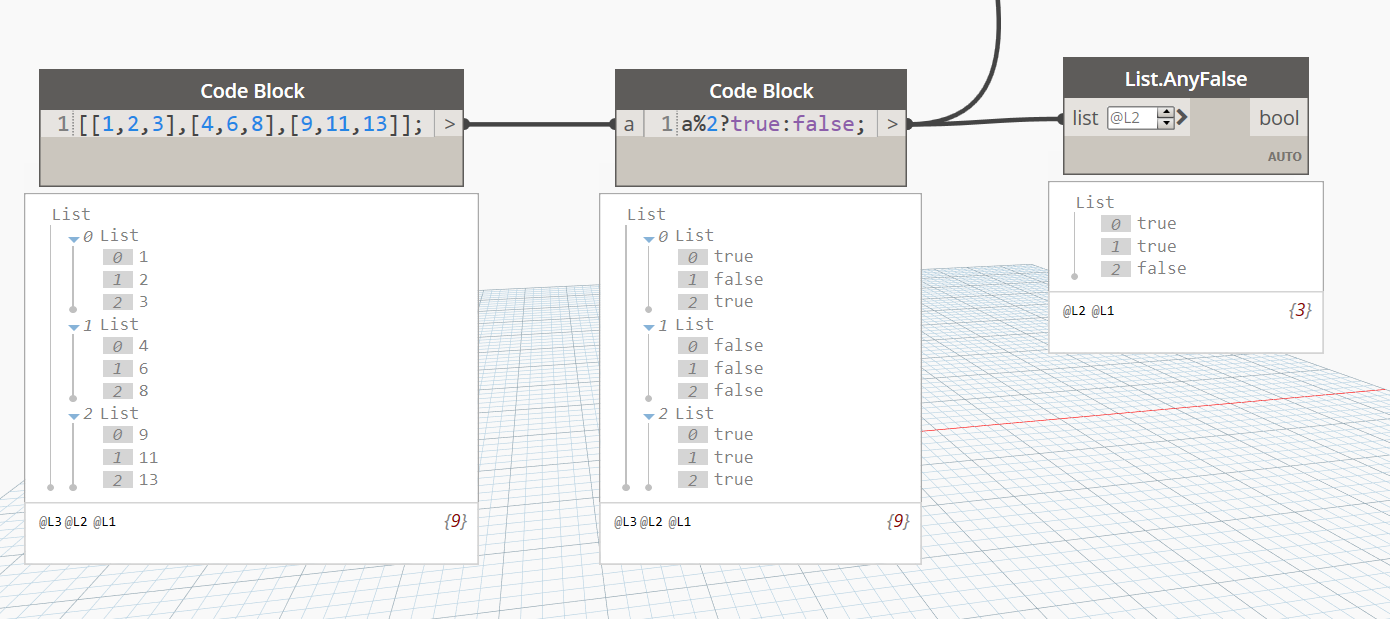 Code Block
1 [[1,2,3],[4,6,8],[9,11,13]]; >
List
0 List
0 1
1 2
2 3
1 List
0 4
1 6
2 8
2 List
0 9
1 11
2 13
@L3 @L2 @L1 {9}
Code Block
a 1 a%2?true:false; >
List
0 List
0 true
1 false
2 true
1 List
0 false
1 false
2 false
2 List
0 true
1 true
2 true
@L3 @L2 @L1 {9}
List.AnyFalse
list @L2 > bool
AUTO
List
0 true
1 true
2 false
@L2 @L1 {3}